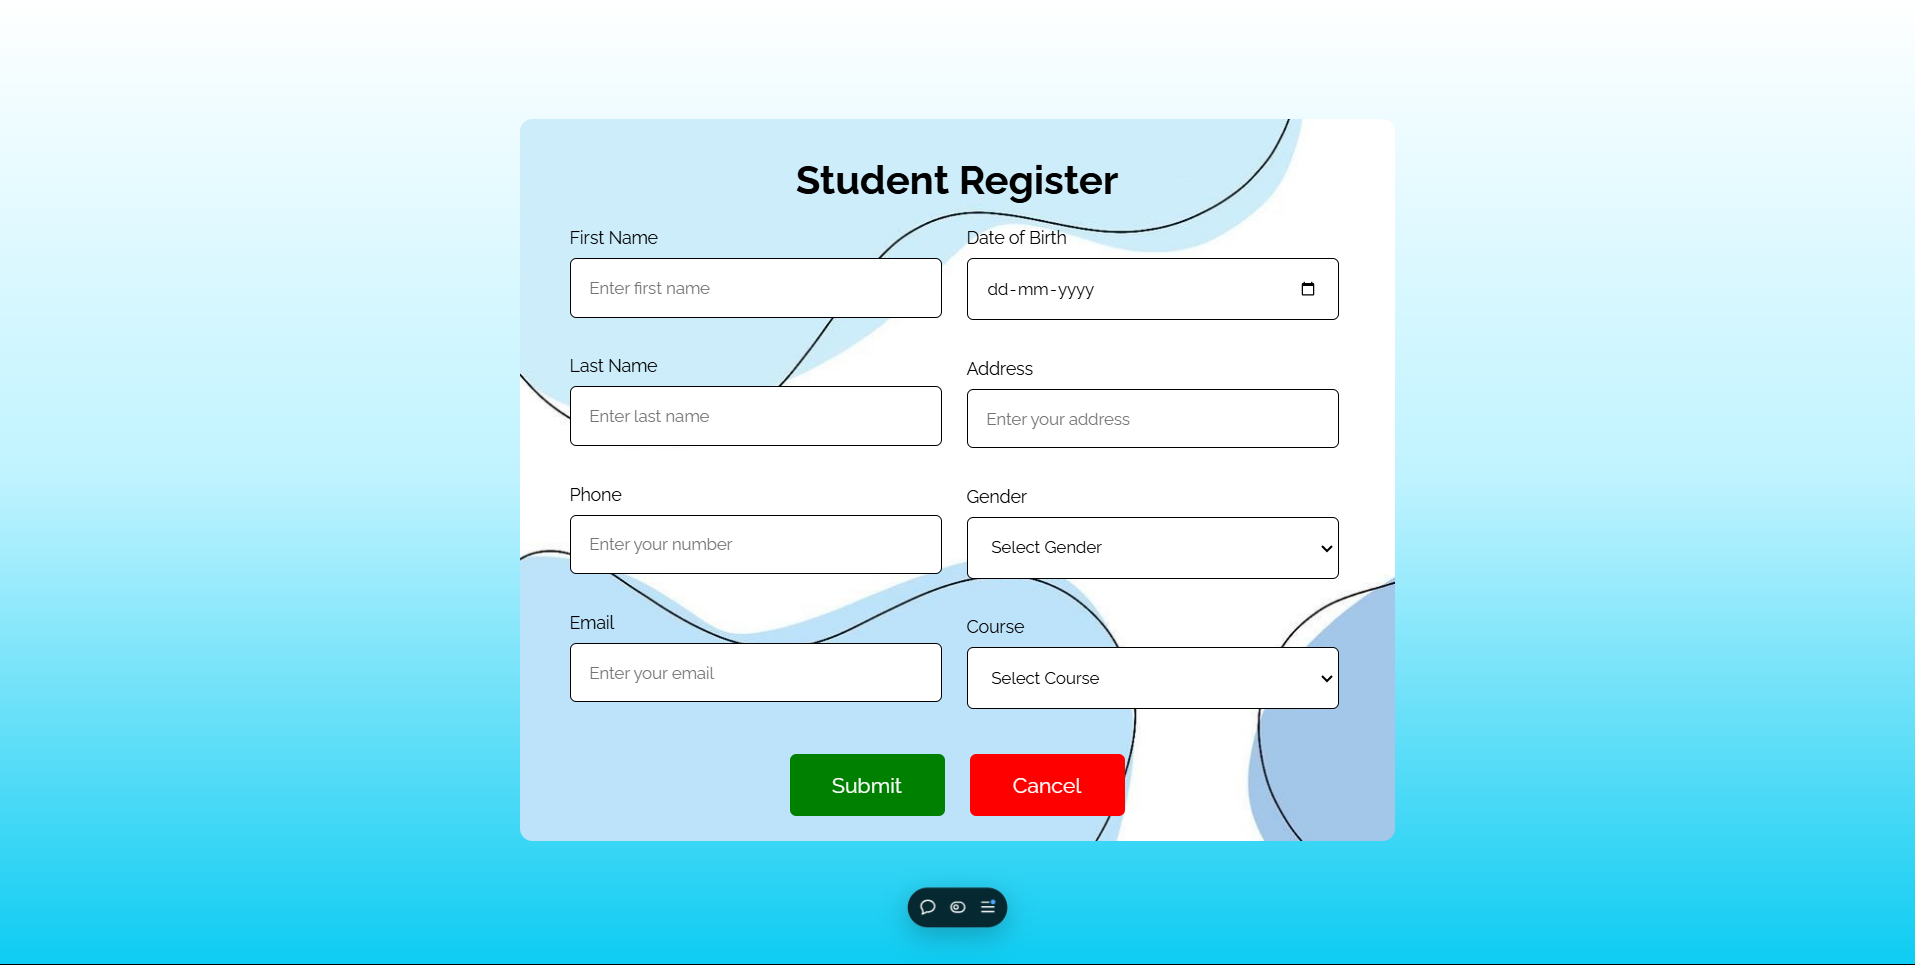 Student Register
First Name
Enter first name
Date of Birth
dd-mm-yyyy
Last Name
Enter last name
Address
Enter your address
Phone
Enter your number
Gender
Select Gender
Email
Enter your email
Course
Select Course
Submit
Cancel